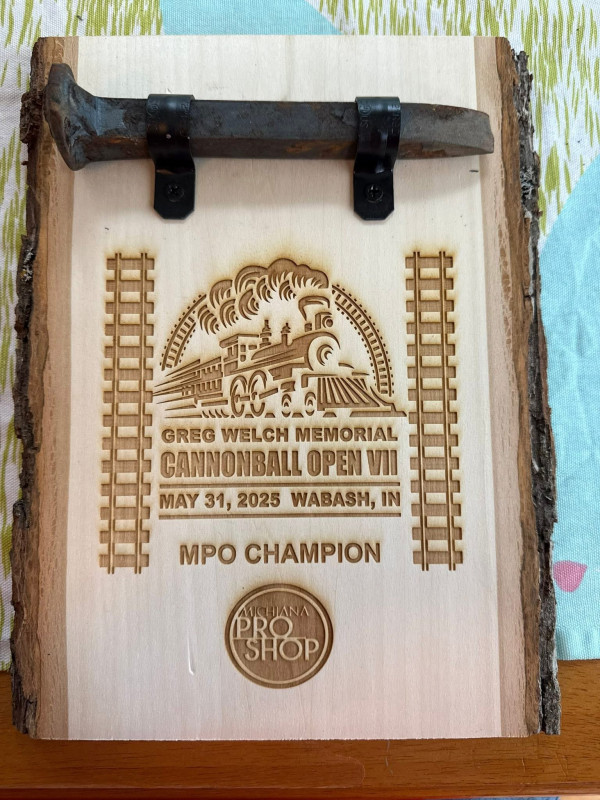 GREG WELCH MEMORIAL
CANNONBALL OPEN VII
MAY 31, 2025 WABASH, IN
MPO CHAMPION
MICHIANA
PRO
SHOP